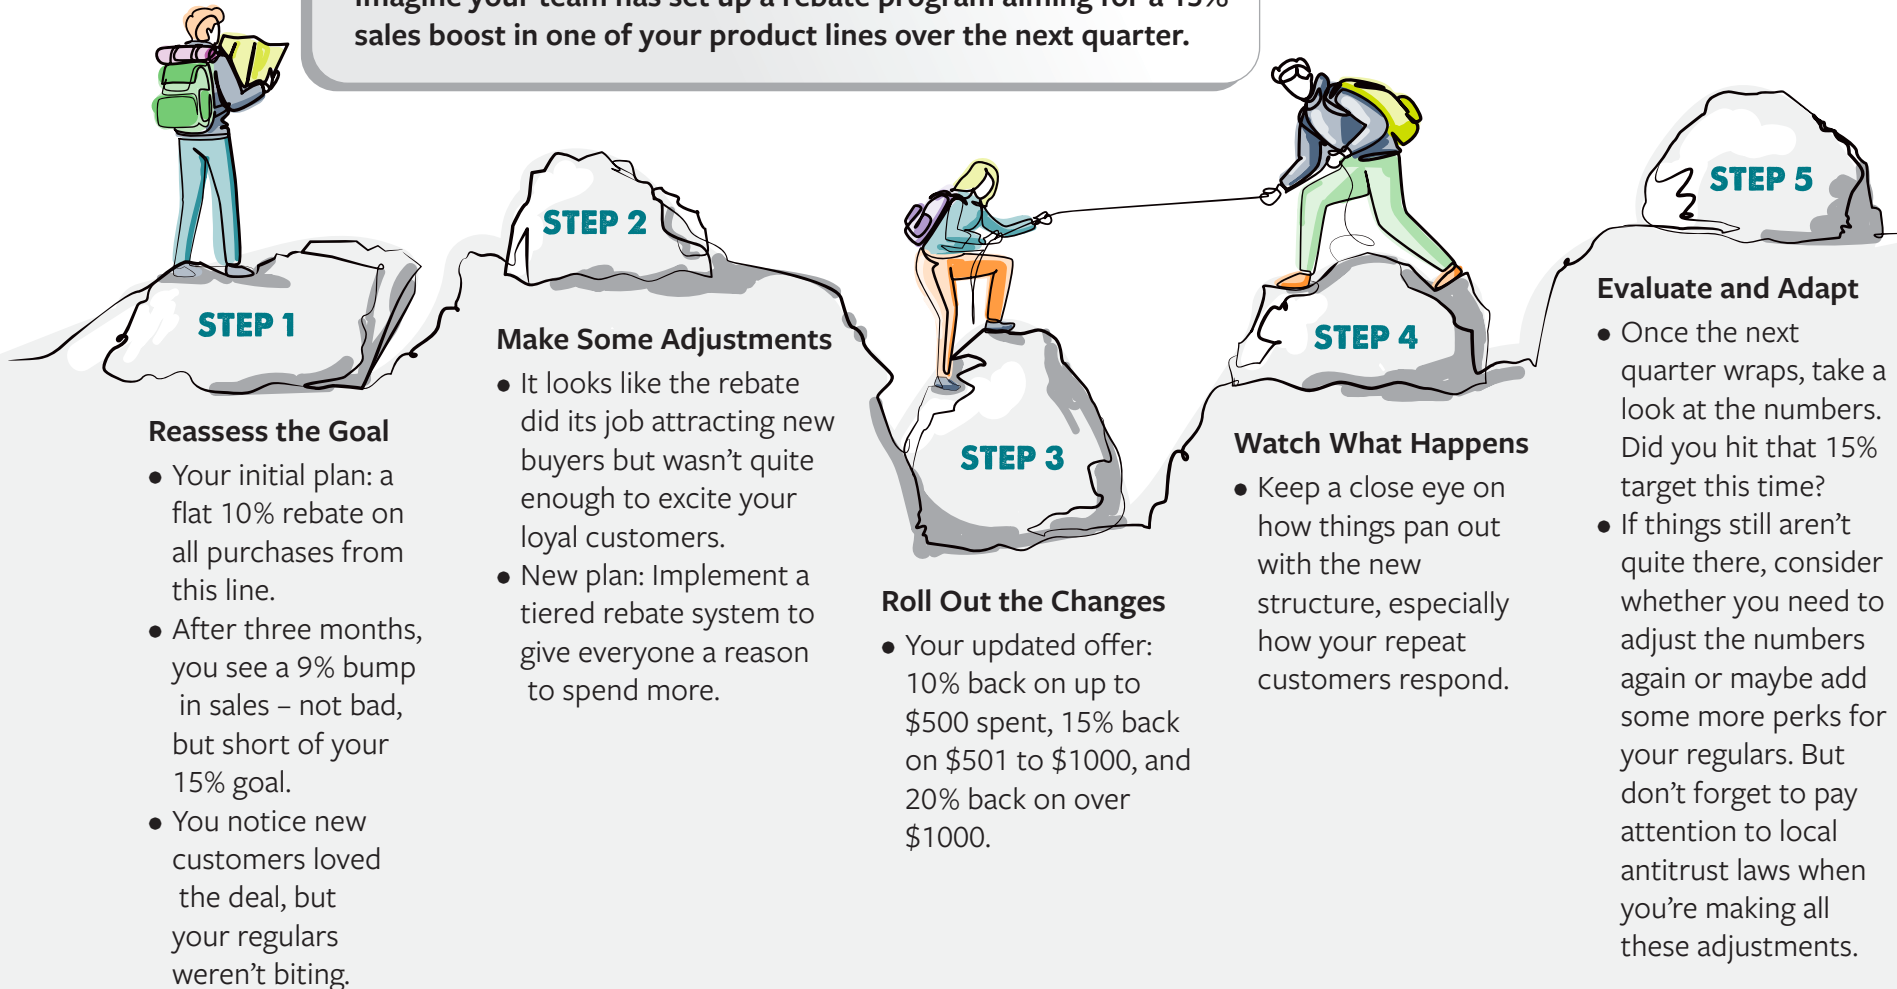 Imagine your team has set up a rebate program aiming for a 15%
sales boost in one of your product lines over the next quarter.
STEP 1
Reassess the Goal
● Your initial plan: a
flat 10% rebate on
all purchases from
this line.
● After three months,
you see a 9% bump
in sales – not bad,
but short of your
15% goal.
● You notice new
customers loved
the deal, but
your regulars
weren't biting.
STEP 2
Make Some Adjustments
● It looks like the rebate
did its job attracting new
buyers but wasn't quite
enough to excite your
loyal customers.
● New plan: Implement a
tiered rebate system to
give everyone a reason
to spend more.
STEP 3
Roll Out the Changes
● Your updated offer:
10% back on up to
$500 spent, 15% back
on $501 to $1000, and
20% back on over
$1000.
STEP 4
Watch What Happens
● Keep a close eye on
how things pan out
with the new
structure, especially
how your repeat
customers respond.
STEP 5
Evaluate and Adapt
● Once the next
quarter wraps, take a
look at the numbers.
Did you hit that 15%
target this time?
● If things still aren't
quite there, consider
whether you need to
adjust the numbers
again or maybe add
some more perks for
your regulars. But
don't forget to pay
attention to local
antitrust laws when
you're making all
these adjustments.